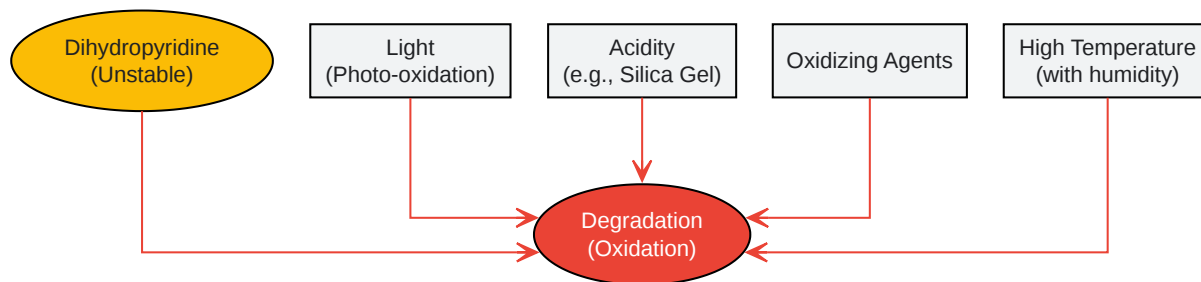 Dihydropyridine
(Unstable)
Light
(Photo-oxidation)
Acidity
(e.g., Silica Gel)
Oxidizing Agents
High Temperature
(with humidity)
Degradation
(Oxidation)